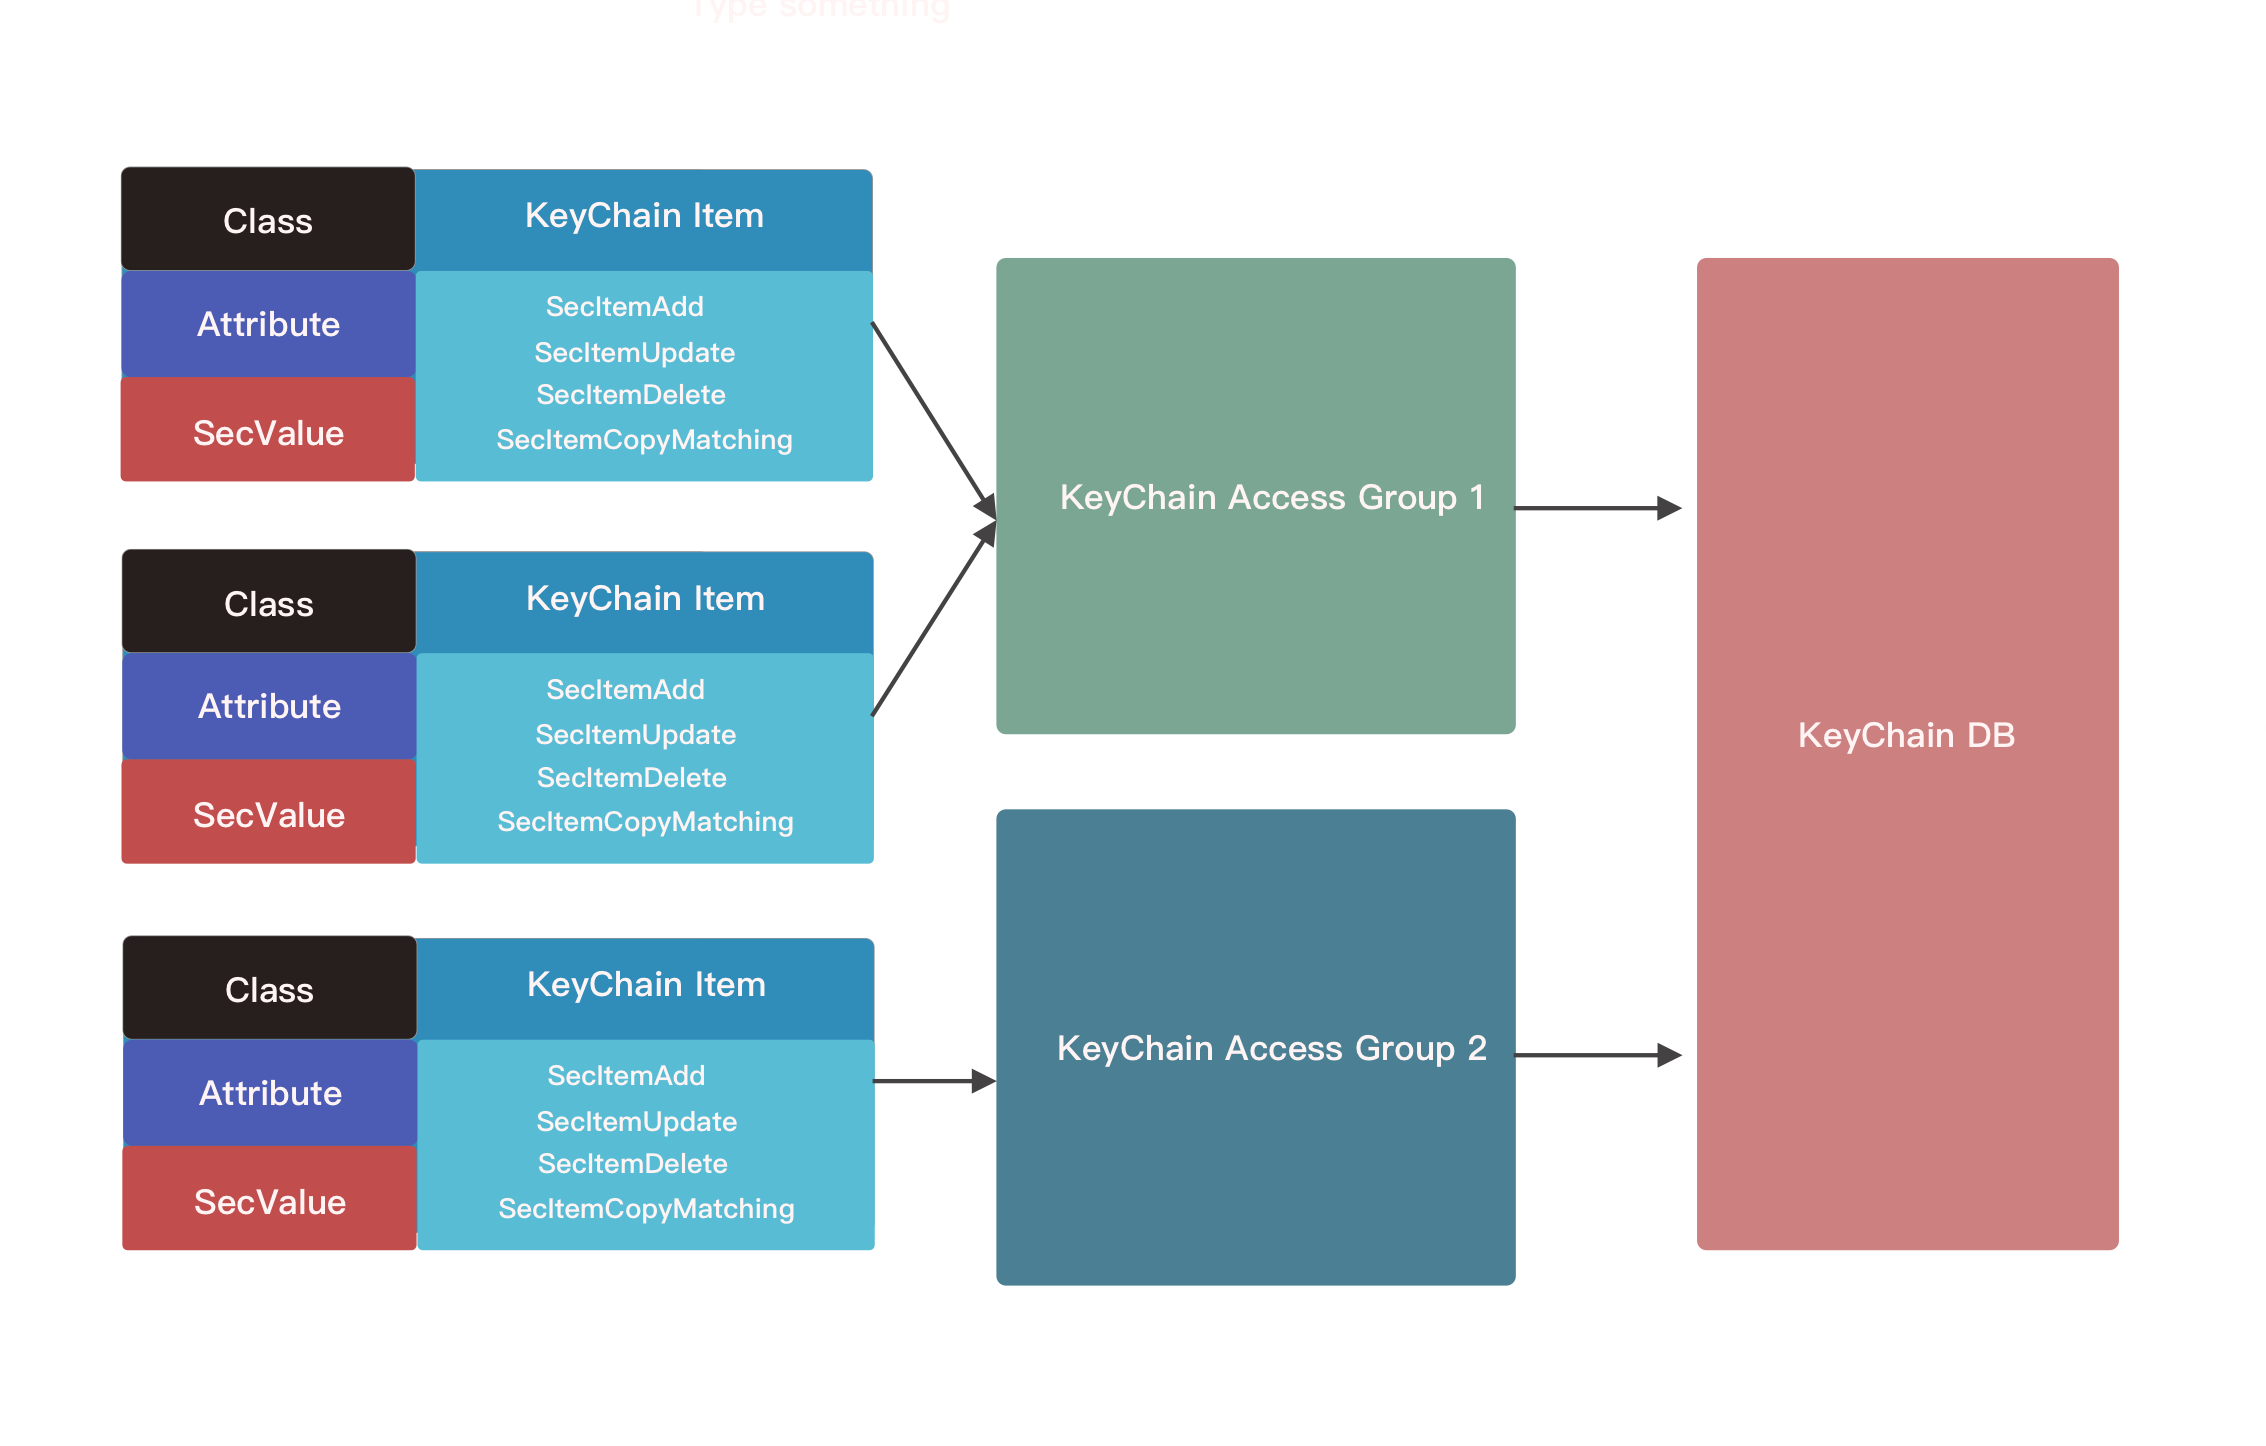 Type something
Class
KeyChain Item
Attribute
SecValue
SecItemAdd
SecItemUpdate
SecItemDelete
SecItemCopyMatching
Class
KeyChain Item
Attribute
SecValue
SecItemAdd
SecItemUpdate
SecItemDelete
SecItemCopyMatching
Class
KeyChain Item
Attribute
SecValue
SecItemAdd
SecItemUpdate
SecItemDelete
SecItemCopyMatching
KeyChain Access Group 1
KeyChain Access Group 2
KeyChain DB